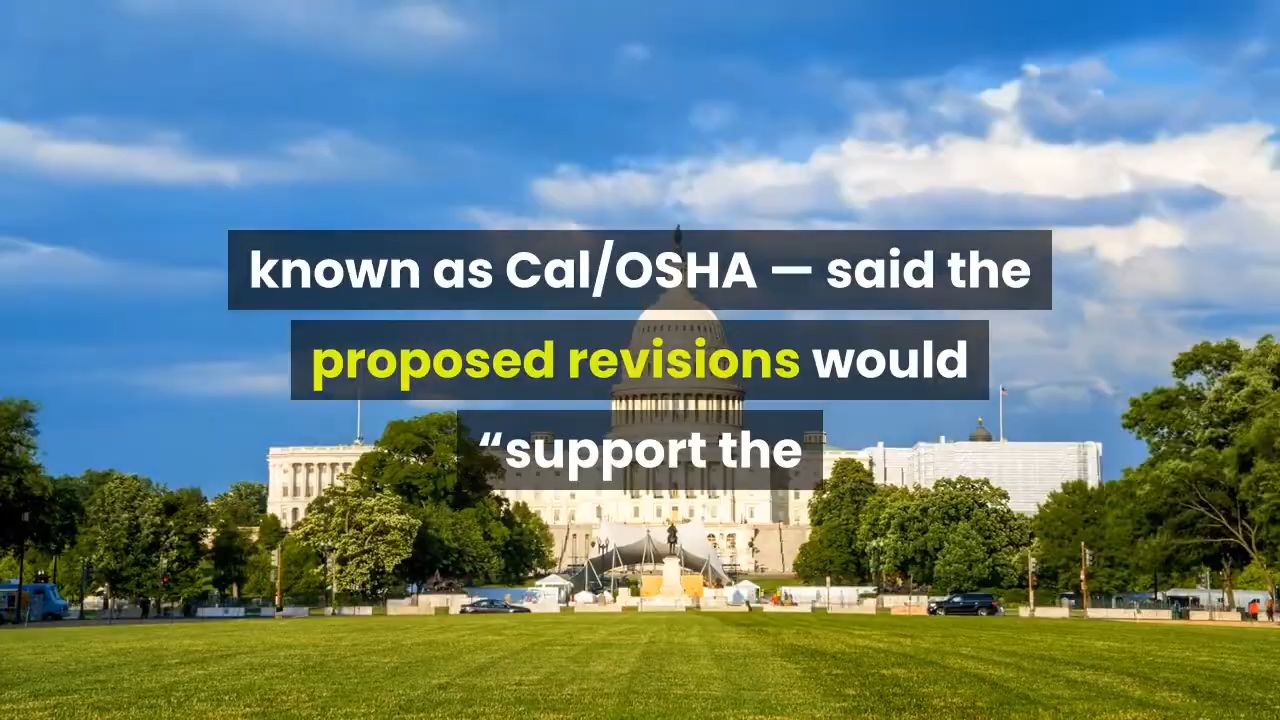 known as Cal/OSHA — said the
proposed revisions would
“support the